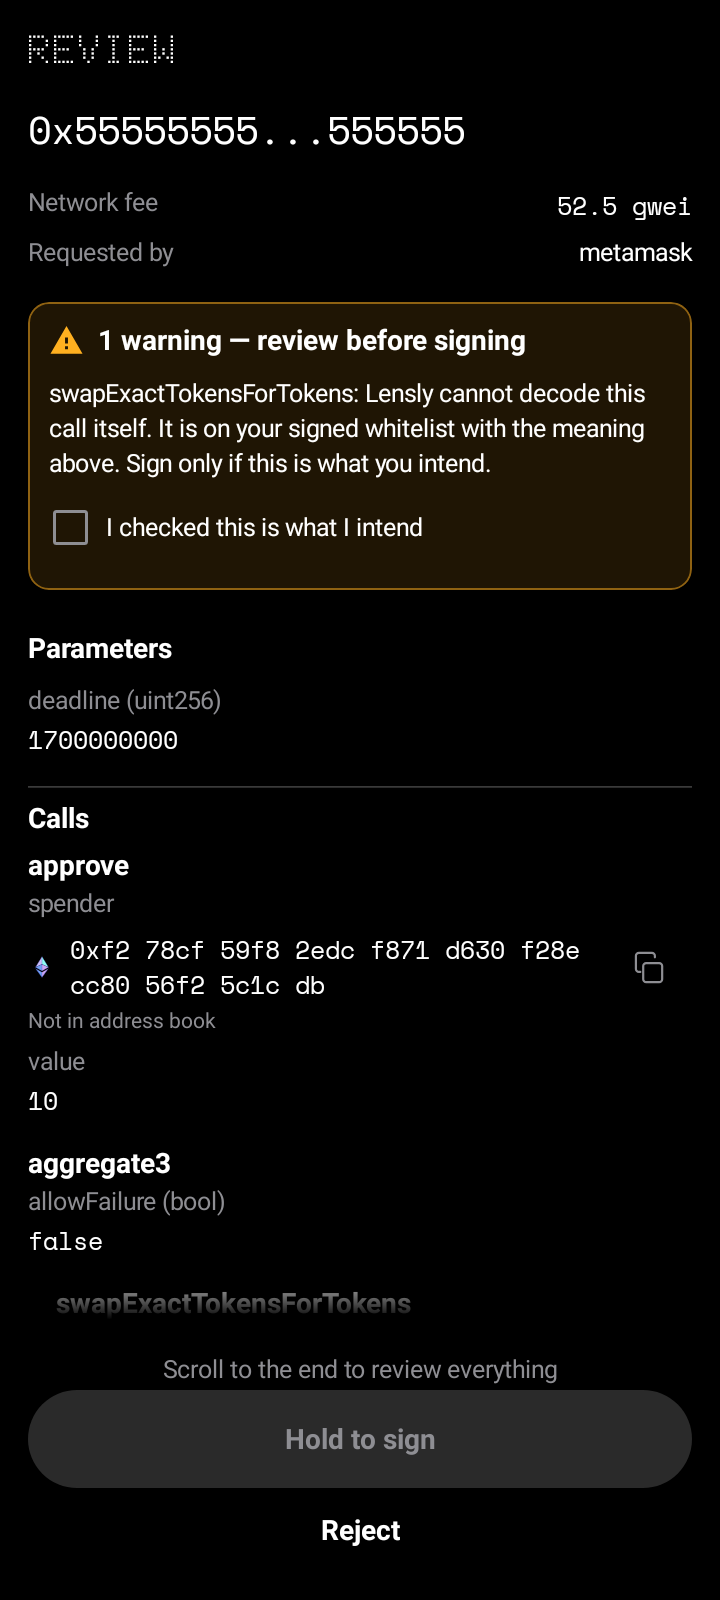 REVIEW
0x55555555...555555
Network fee
52.5 gwei
Requested by
metamask
1 warning — review before signing
swapExactTokensForTokens: Lensly cannot decode this
call itself. It is on your signed whitelist with the meaning
above. Sign only if this is what you intend.
I checked this is what I intend
Parameters
deadline (uint256)
1700000000
Calls
approve
spender
0xf2 78cf 59f8 2edc f871 d630 f28e
cc80 56f2 5c1c db
Not in address book
value
10
aggregate3
allowFailure (bool)
false
swapExactTokensForTokens
Scroll to the end to review everything
Hold to sign
Reject